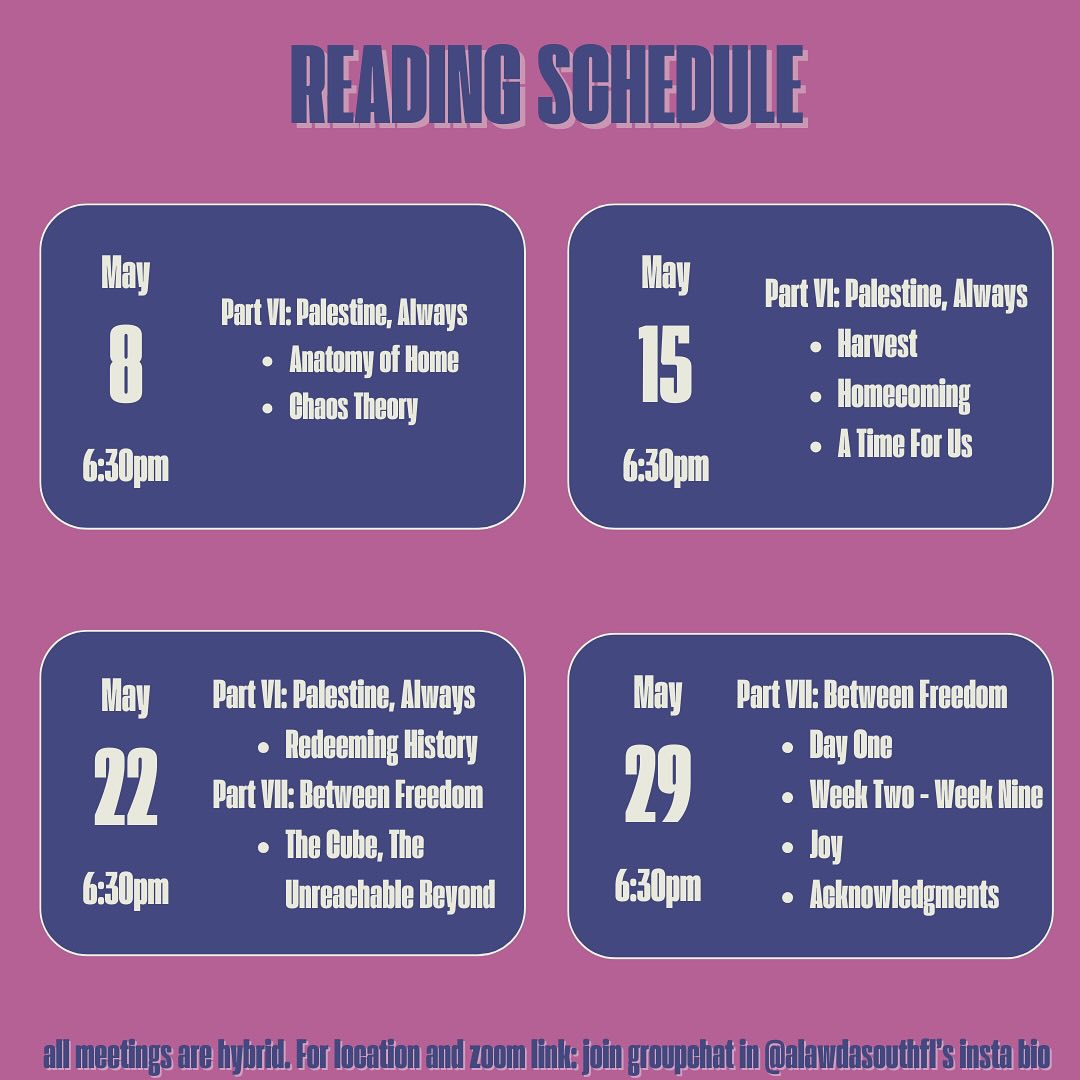 READING SCHEDULE
May
8
6:30pm
Part VI: Palestine, Always
• Anatomy of Home
• Chaos Theory
May
15
6:30pm
Part VI: Palestine, Always
• Harvest
• Homecoming
• A Time For Us
May
22
6:30pm
Part VI: Palestine, Always
• Redeeming History
Part VII: Between Freedom
• The Cube, The
Unreachable Beyond
May
29
6:30pm
Part VII: Between Freedom
• Day One
• Week Two - Week Nine
• Joy
• Acknowledgments
all meetings are hybrid. For location and zoom link: join groupchat in @alawdasouthfl's insta bio